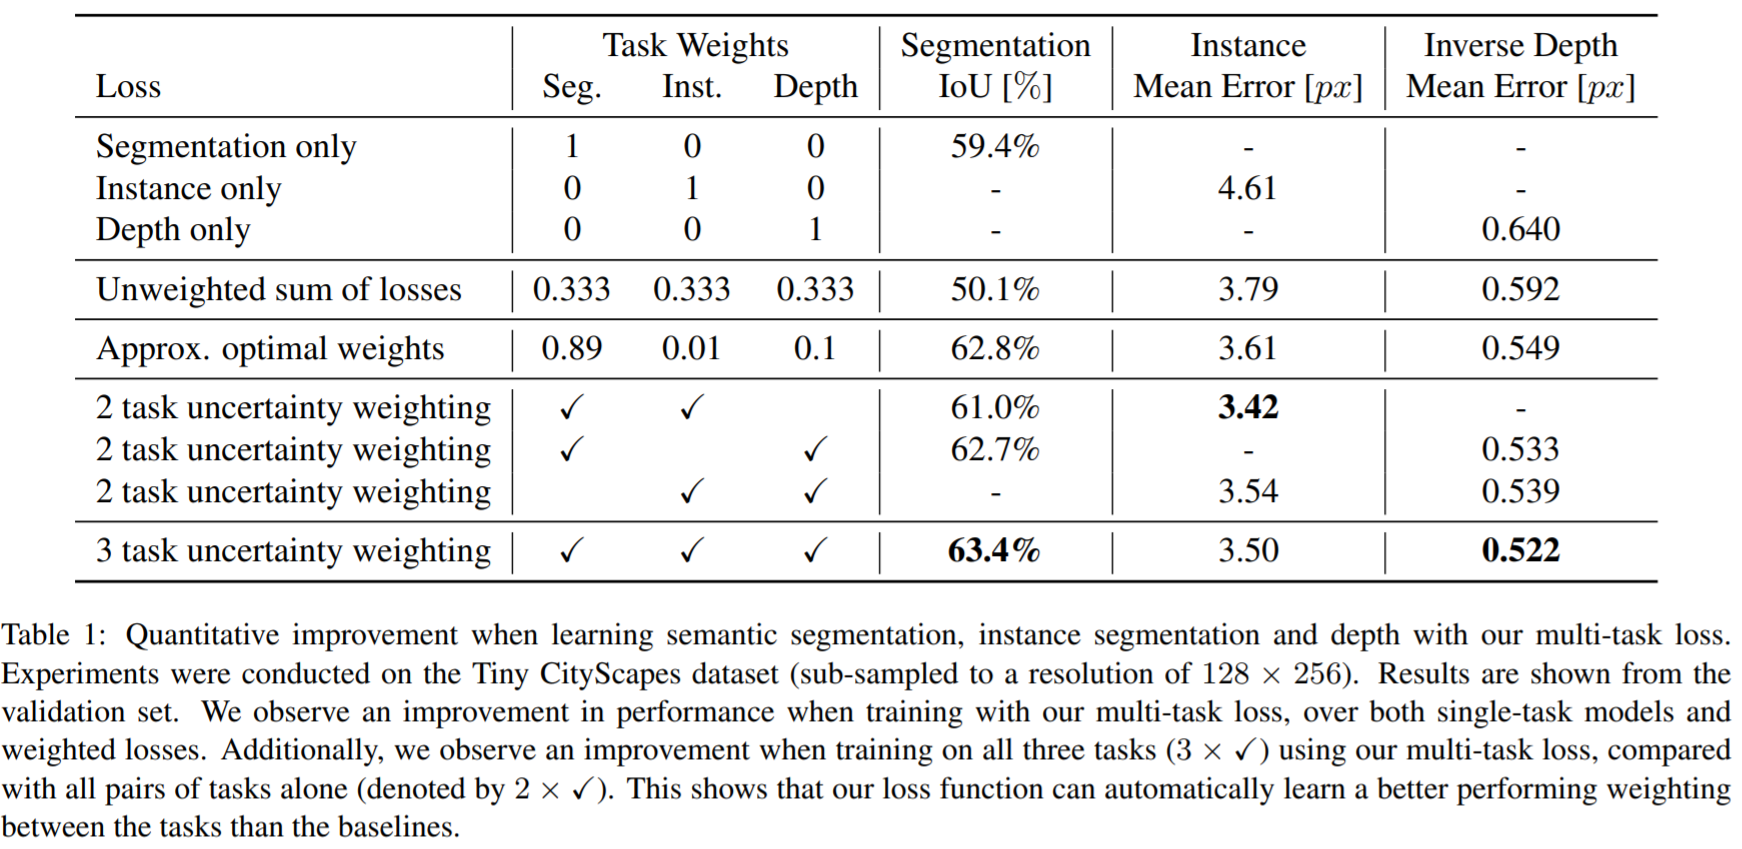 Task Weights Segmentation Instance Inverse Depth
Loss Seg. Inst. Depth IoU [%] Mean Error [px] Mean Error [px]
Segmentation only 1 0 0 59.4% - -
Instance only 0 1 0 - 4.61 -
Depth only 0 0 1 - - 0.640
Unweighted sum of losses 0.333 0.333 0.333 50.1% 3.79 0.592
Approx. optimal weights 0.89 0.01 0.1 62.8% 3.61 0.549
2 task uncertainty weighting ✓ ✓ 61.0% 3.42 -
2 task uncertainty weighting ✓ ✓ 62.7% - 0.533
2 task uncertainty weighting ✓ ✓ - 3.54 0.539
3 task uncertainty weighting ✓ ✓ ✓ 63.4% 3.50 0.522
Table 1: Quantitative improvement when learning semantic segmentation, instance segmentation and depth with our multi-task loss.
Experiments were conducted on the Tiny CityScapes dataset (sub-sampled to a resolution of 128 × 256). Results are shown from the
validation set. We observe an improvement in performance when training with our multi-task loss, over both single-task models and
weighted losses. Additionally, we observe an improvement when training on all three tasks (3 × ✓) using our multi-task loss, compared
with all pairs of tasks alone (denoted by 2 × ✓). This shows that our loss function can automatically learn a better performing weighting
between the tasks than the baselines.